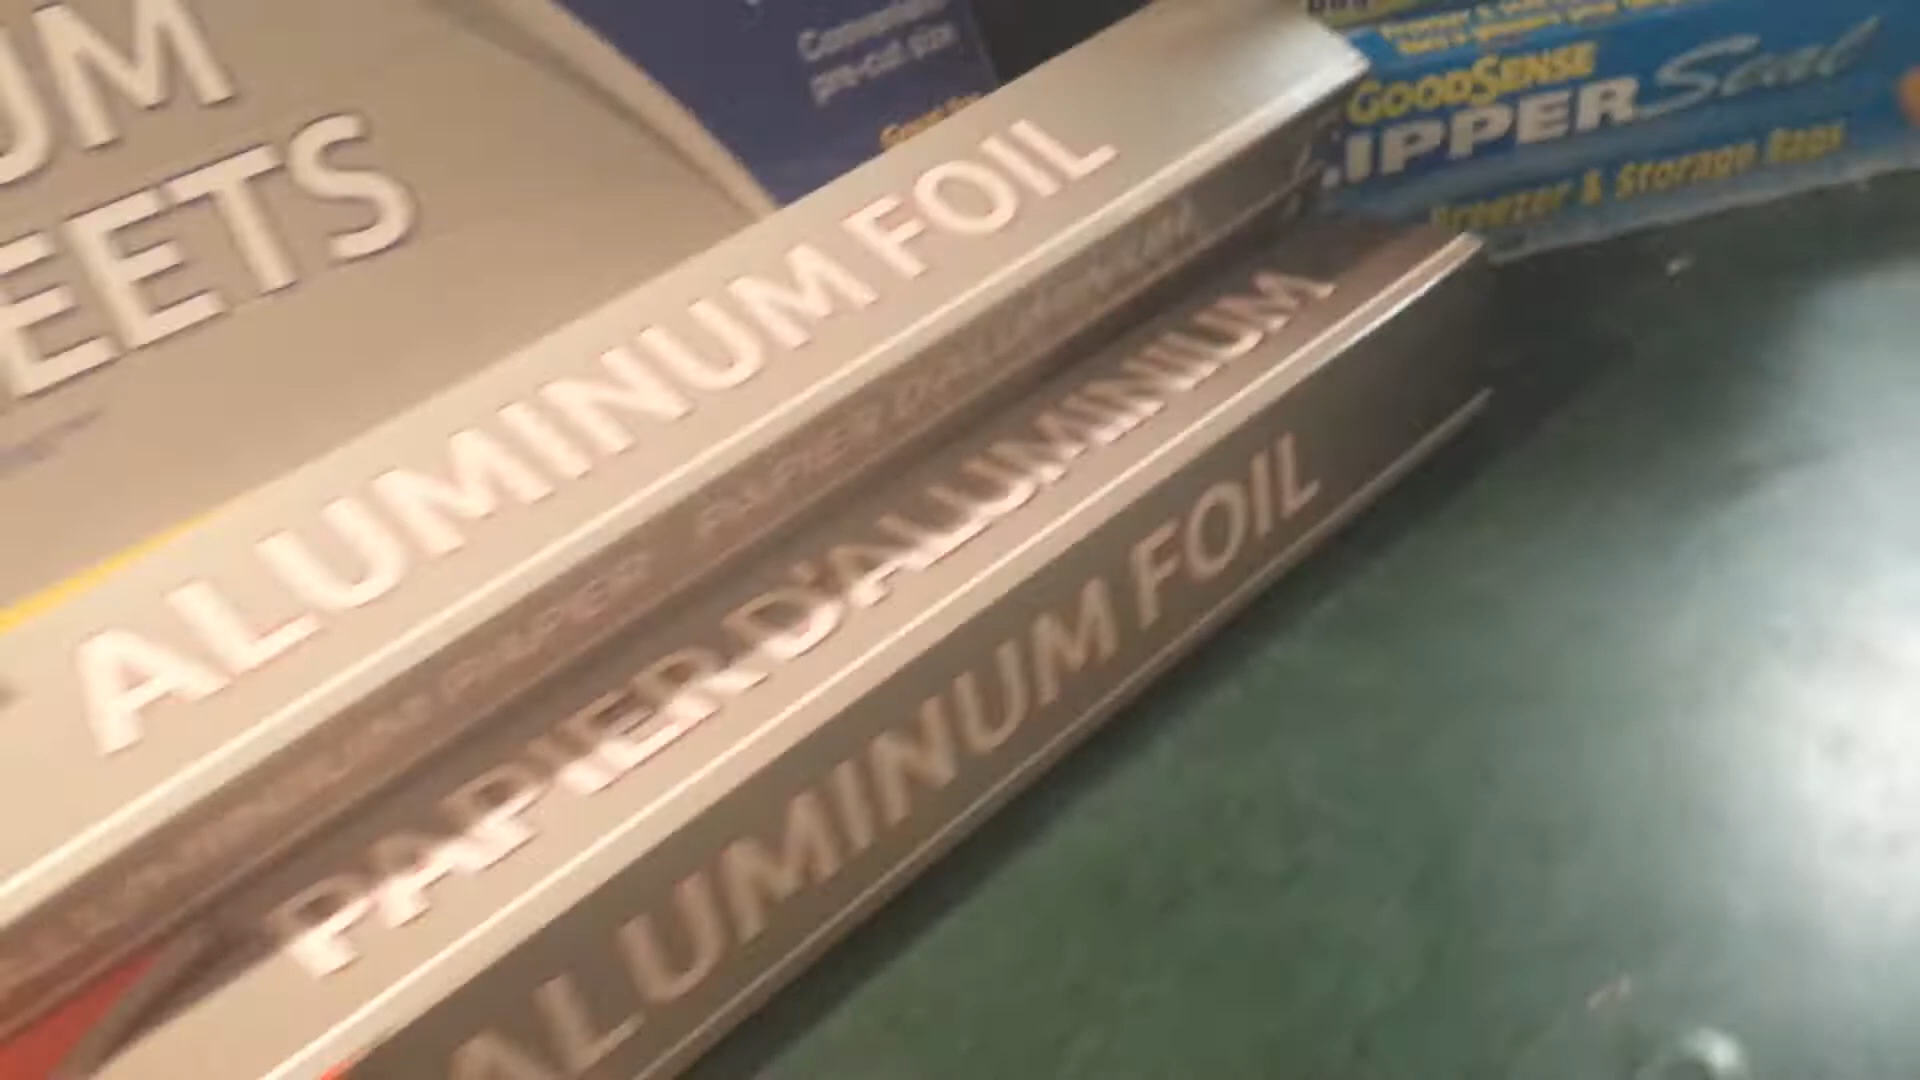 UM
EETS
Convenient
pre-cut size
ALUMINUM FOIL
PAPIER D'ALUMINIUM
PAPIER D'ALUMINIUM
ALUMINUM FOIL
GOODSENSE
IPPER Seal
Freezer & Storage Bags